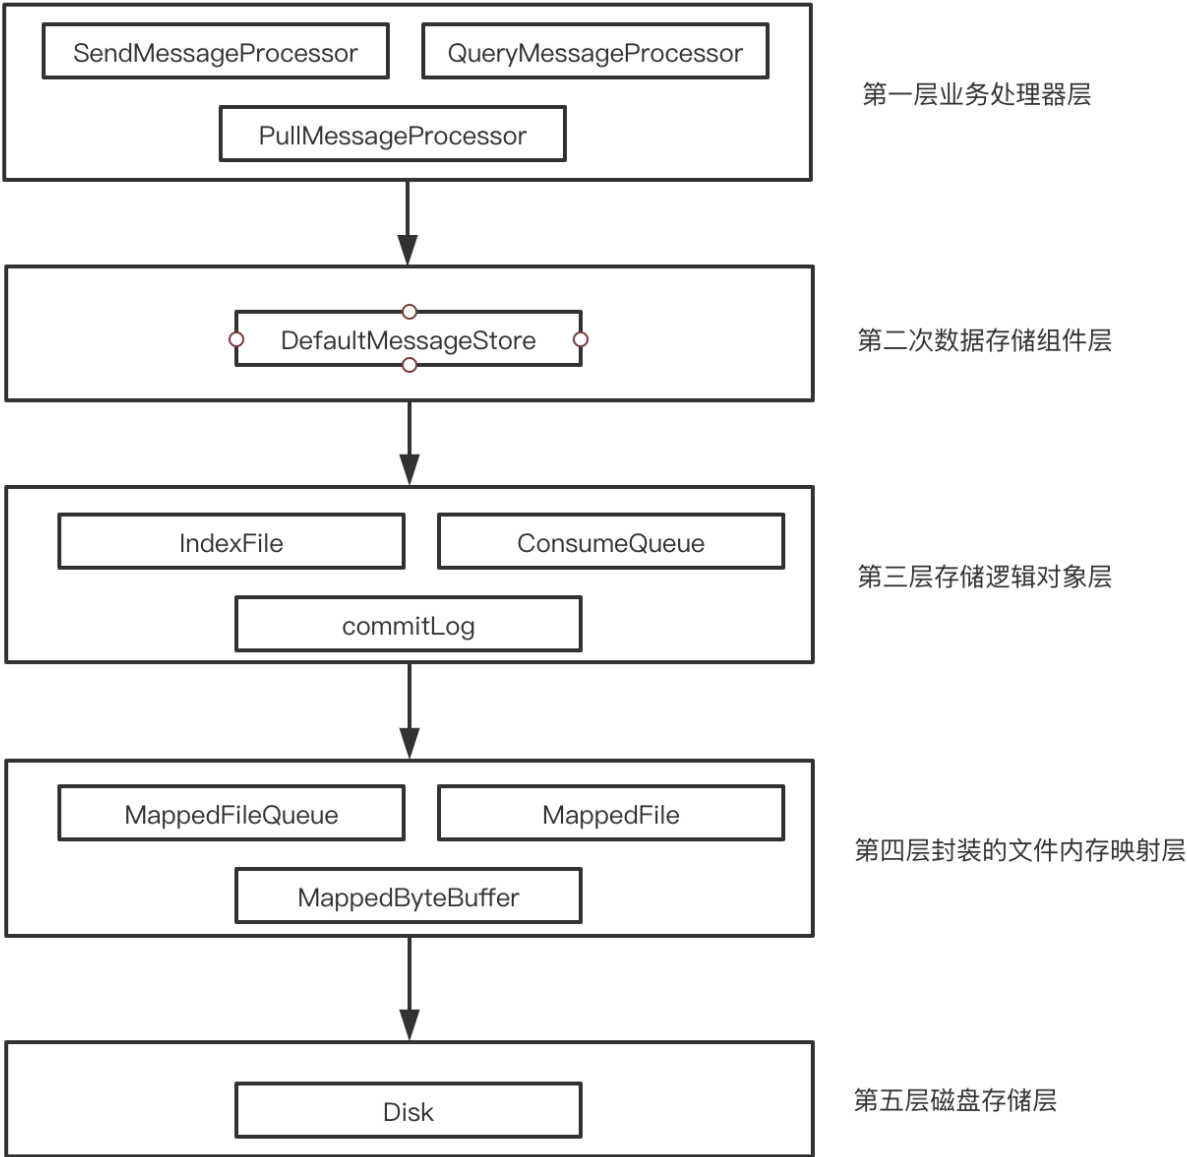 SendMessageProcessor
QueryMessageProcessor
PullMessageProcessor
第一层业务处理器层
DefaultMessageStore
第二次数据存储组件层
IndexFile
ConsumeQueue
commitLog
第三层存储逻辑对象层
MappedFileQueue
MappedFile
MappedByteBuffer
第四层封装的文件内存映射层
Disk
第五层磁盘存储层